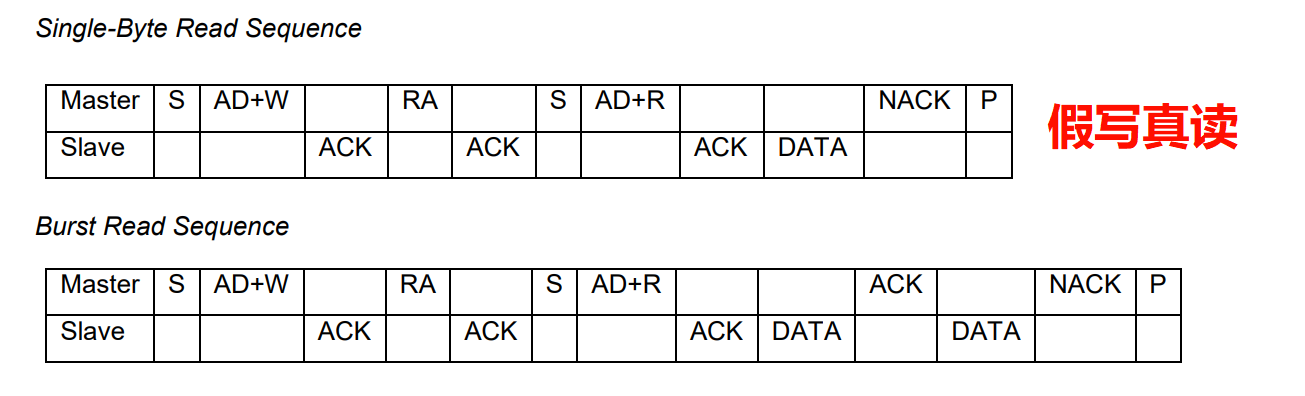 Single-Byte Read Sequence
Master S AD+W RA S AD+R NACK P
假写真读
Slave ACK ACK ACK DATA
Burst Read Sequence
Master S AD+W RA S AD+R ACK NACK P
Slave ACK ACK ACK DATA DATA